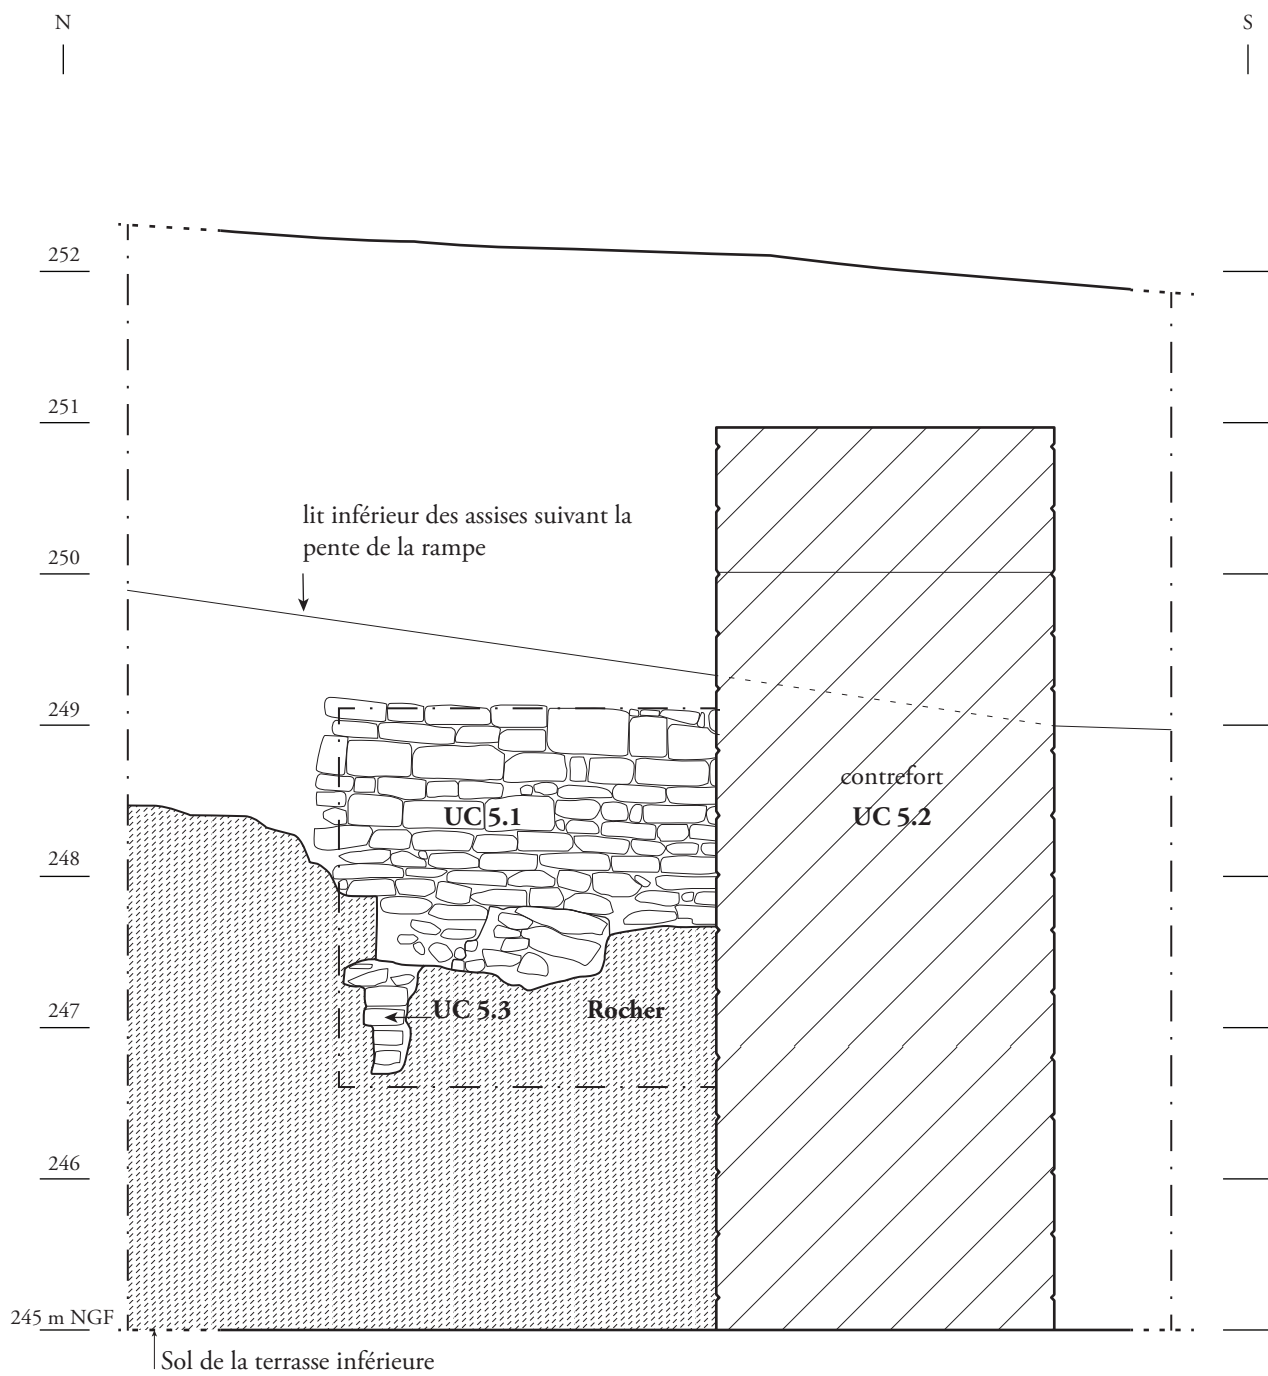 N
S
252
251
lit inférieur des assises suivant la
pente de la rampe
250
249
contrefort
UC 5.1
UC 5.2
248
247
UC 5.3
Rocher
246
245 m NGF
Sol de la terrasse inférieure